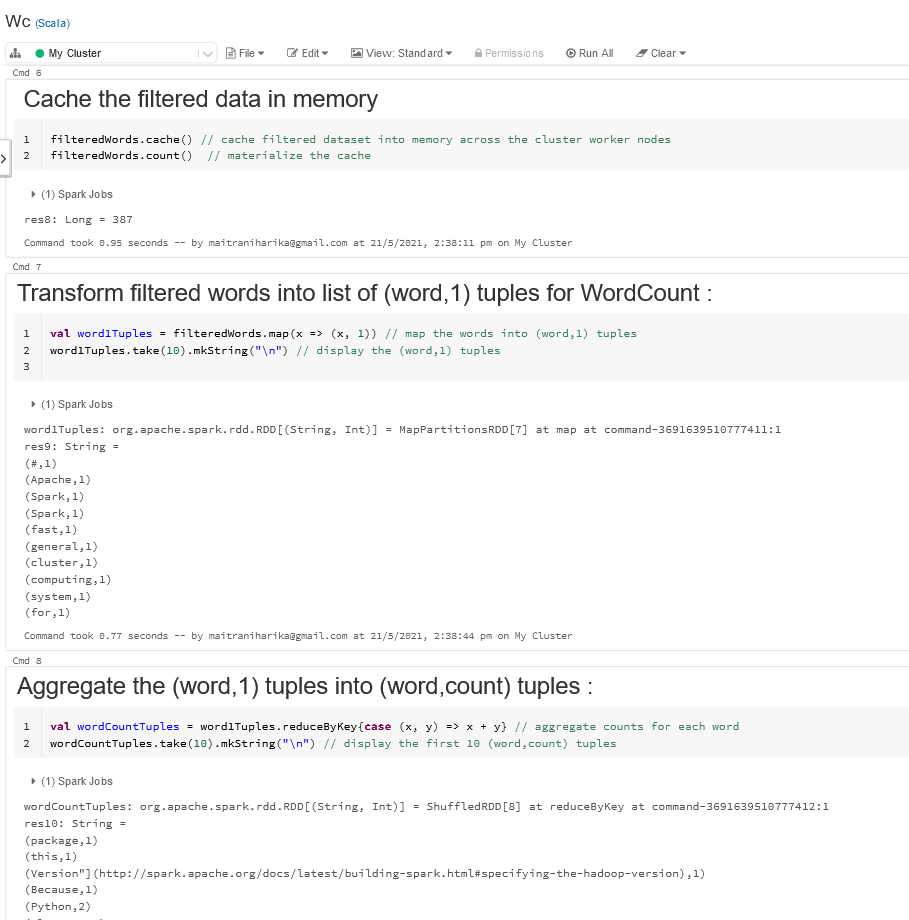 Wc (Scala)
My Cluster File Edit View: Standard Permissions Run All Clear
Cmd 6
Cache the filtered data in memory
1 filteredWords.cache() // cache filtered dataset into memory across the cluster worker nodes
2 filteredWords.count()  // materialize the cache
(1) Spark Jobs
res8: Long = 387
Command took 0.95 seconds -- by maitraniharika@gmail.com at 21/5/2021, 2:38:11 pm on My Cluster
Cmd 7
Transform filtered words into list of (word,1) tuples for WordCount :
1 val word1Tuples = filteredWords.map(x => (x, 1)) // map the words into (word,1) tuples
2 word1Tuples.take(10).mkString("\n") // display the (word,1) tuples
3
(1) Spark Jobs
word1Tuples: org.apache.spark.rdd.RDD[(String, Int)] = MapPartitionsRDD[7] at map at command-3691639510777411:1
res9: String =
(#,1)
(Apache,1)
(Spark,1)
(Spark,1)
(fast,1)
(general,1)
(cluster,1)
(computing,1)
(system,1)
(for,1)
Command took 0.77 seconds -- by maitraniharika@gmail.com at 21/5/2021, 2:38:44 pm on My Cluster
Cmd 8
Aggregate the (word,1) tuples into (word,count) tuples :
1 val wordCountTuples = word1Tuples.reduceByKey{case (x, y) => x + y} // aggregate counts for each word
2 wordCountTuples.take(10).mkString("\n") // display the first 10 (word,count) tuples
(1) Spark Jobs
wordCountTuples: org.apache.spark.rdd.RDD[(String, Int)] = ShuffledRDD[8] at reduceByKey at command-3691639510777412:1
res10: String =
(package,1)
(this,1)
(Version"](http://spark.apache.org/docs/latest/building-spark.html#specifying-the-hadoop-version),1)
(Because,1)
(Python,2)